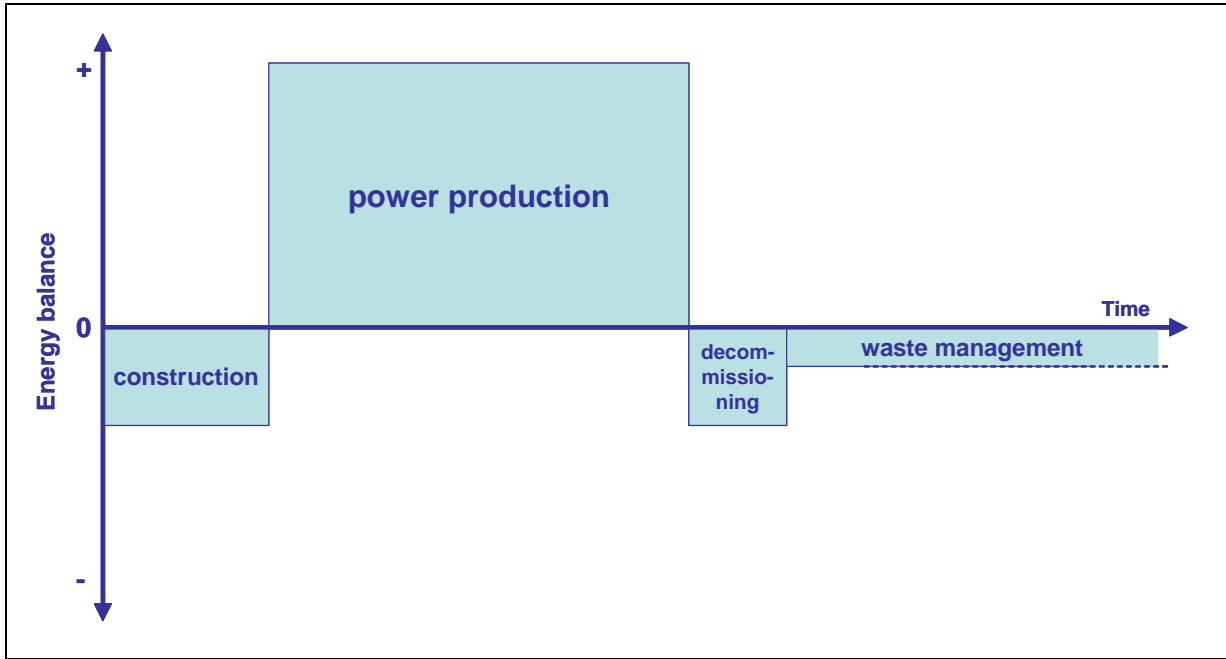 +
power production
Energy balance
0
Time
construction
decom-
missio-
ning
waste management
-